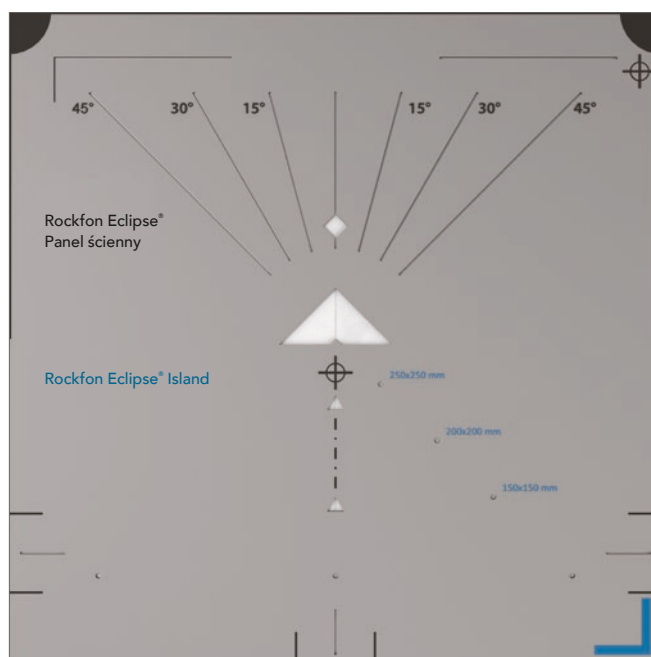 45° 30° 15° 15° 30° 45°
Rockfon Eclipse®
Panel ścienny
Rockfon Eclipse® Island
250x250 mm
200x200 mm
150x150 mm